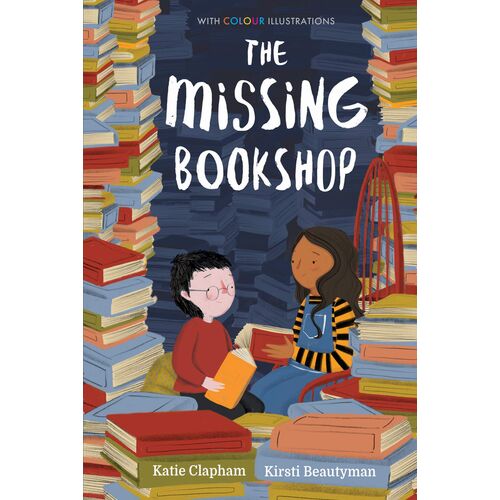 WITH COLOUR ILLUSTRATIONS
THE
MiSSiNG
BOOKSHOP
Katie Clapham
Kirsti Beautyman